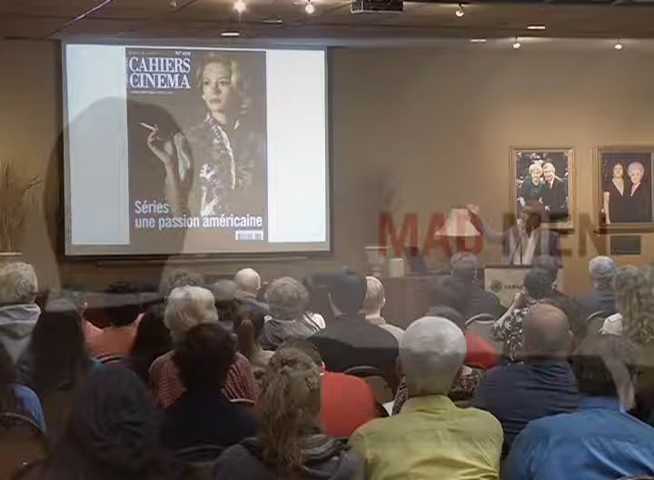 CAHIERS
CINEMA
Séries
une passion américaine
MAD MEN